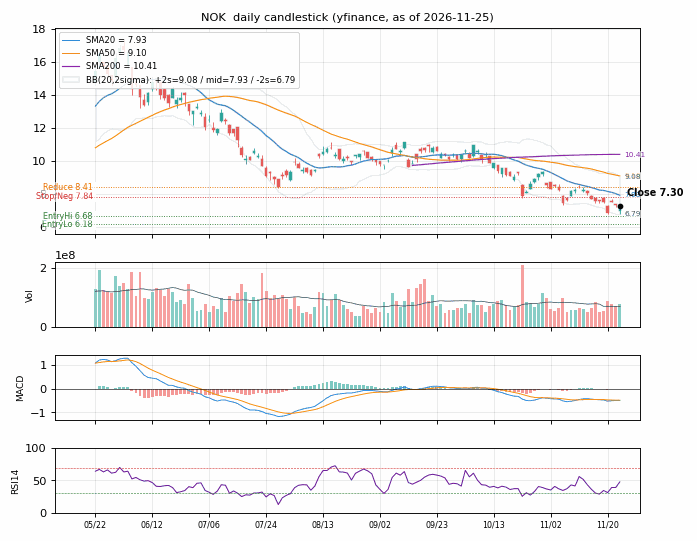 NOK daily candlestick (yfinance, as of 2026-11-25)
18
16
14
12
10
6
SMA20 = 7.93
SMA50 = 9.10
SMA200 = 10.41
BB(20,2sigma): +2s=9.08 / mid=7.93 / -2s=6.79
10.41
9.08
Reduce 8.41
Stop/Neg 7.84
Close 7.30
EntryHi 6.68
6.79
EntryLo 6.18
1e8
2
0
Vol
1
0
−1
MACD
100
50
0
RSI14
05/22
06/12
07/06
07/24
08/13
09/02
09/23
10/13
11/02
11/20